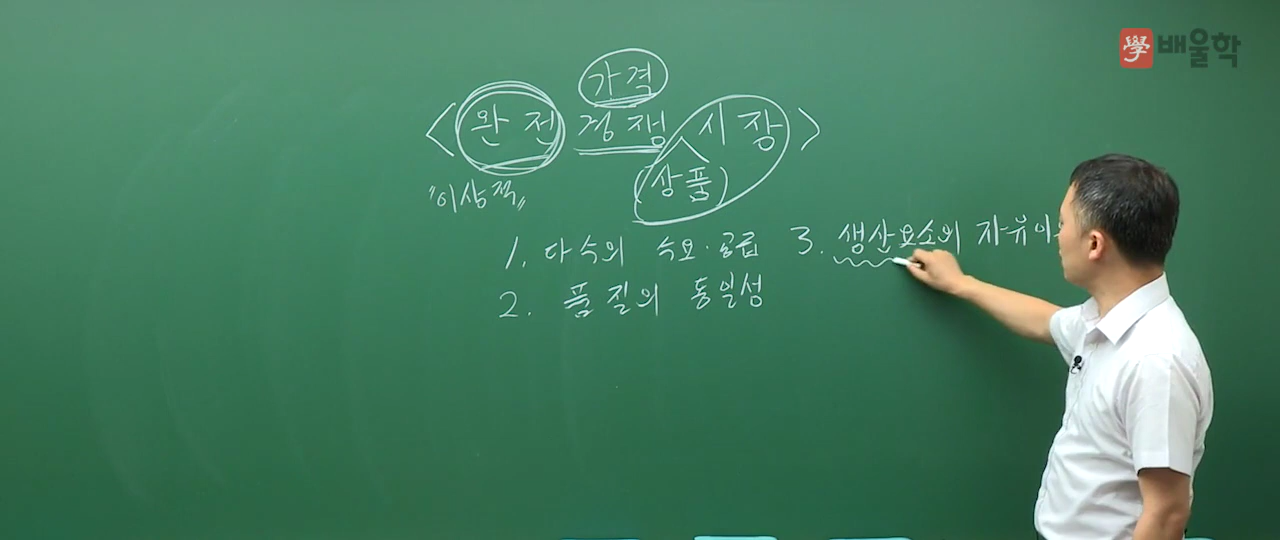 學 배울학
가격
<완전 경쟁 시장>
(상품)
"이상적"
1. 다수의 수요·공급
2. 품질의 동일성
3. 생산요소의 자유이